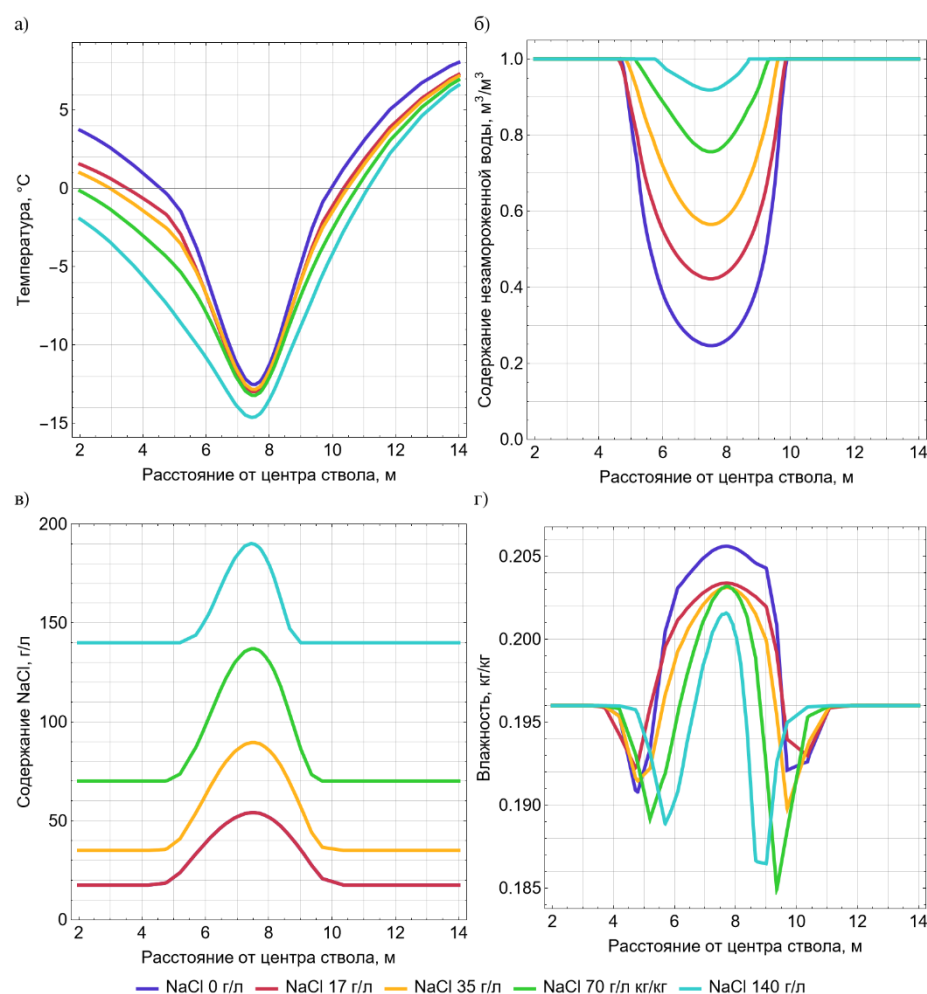 а)
5
0
−5
−10
−15
Температура, °C
2 4 6 8 10 12 14
Расстояние от центра ствола, м
б)
1.0
0.8
0.6
0.4
0.2
0.0
Содержание незамороженной воды, м³/м³
2 4 6 8 10 12 14
Расстояние от центра ствола, м
в)
200
150
100
50
0
Содержание NaCl, г/л
2 4 6 8 10 12 14
Расстояние от центра ствола, м
г)
0.205
0.200
0.195
0.190
0.185
Влажность, кг/кг
2 4 6 8 10 12 14
Расстояние от центра ствола, м
NaCl 0 г/л NaCl 17 г/л NaCl 35 г/л NaCl 70 г/л кг/кг NaCl 140 г/л